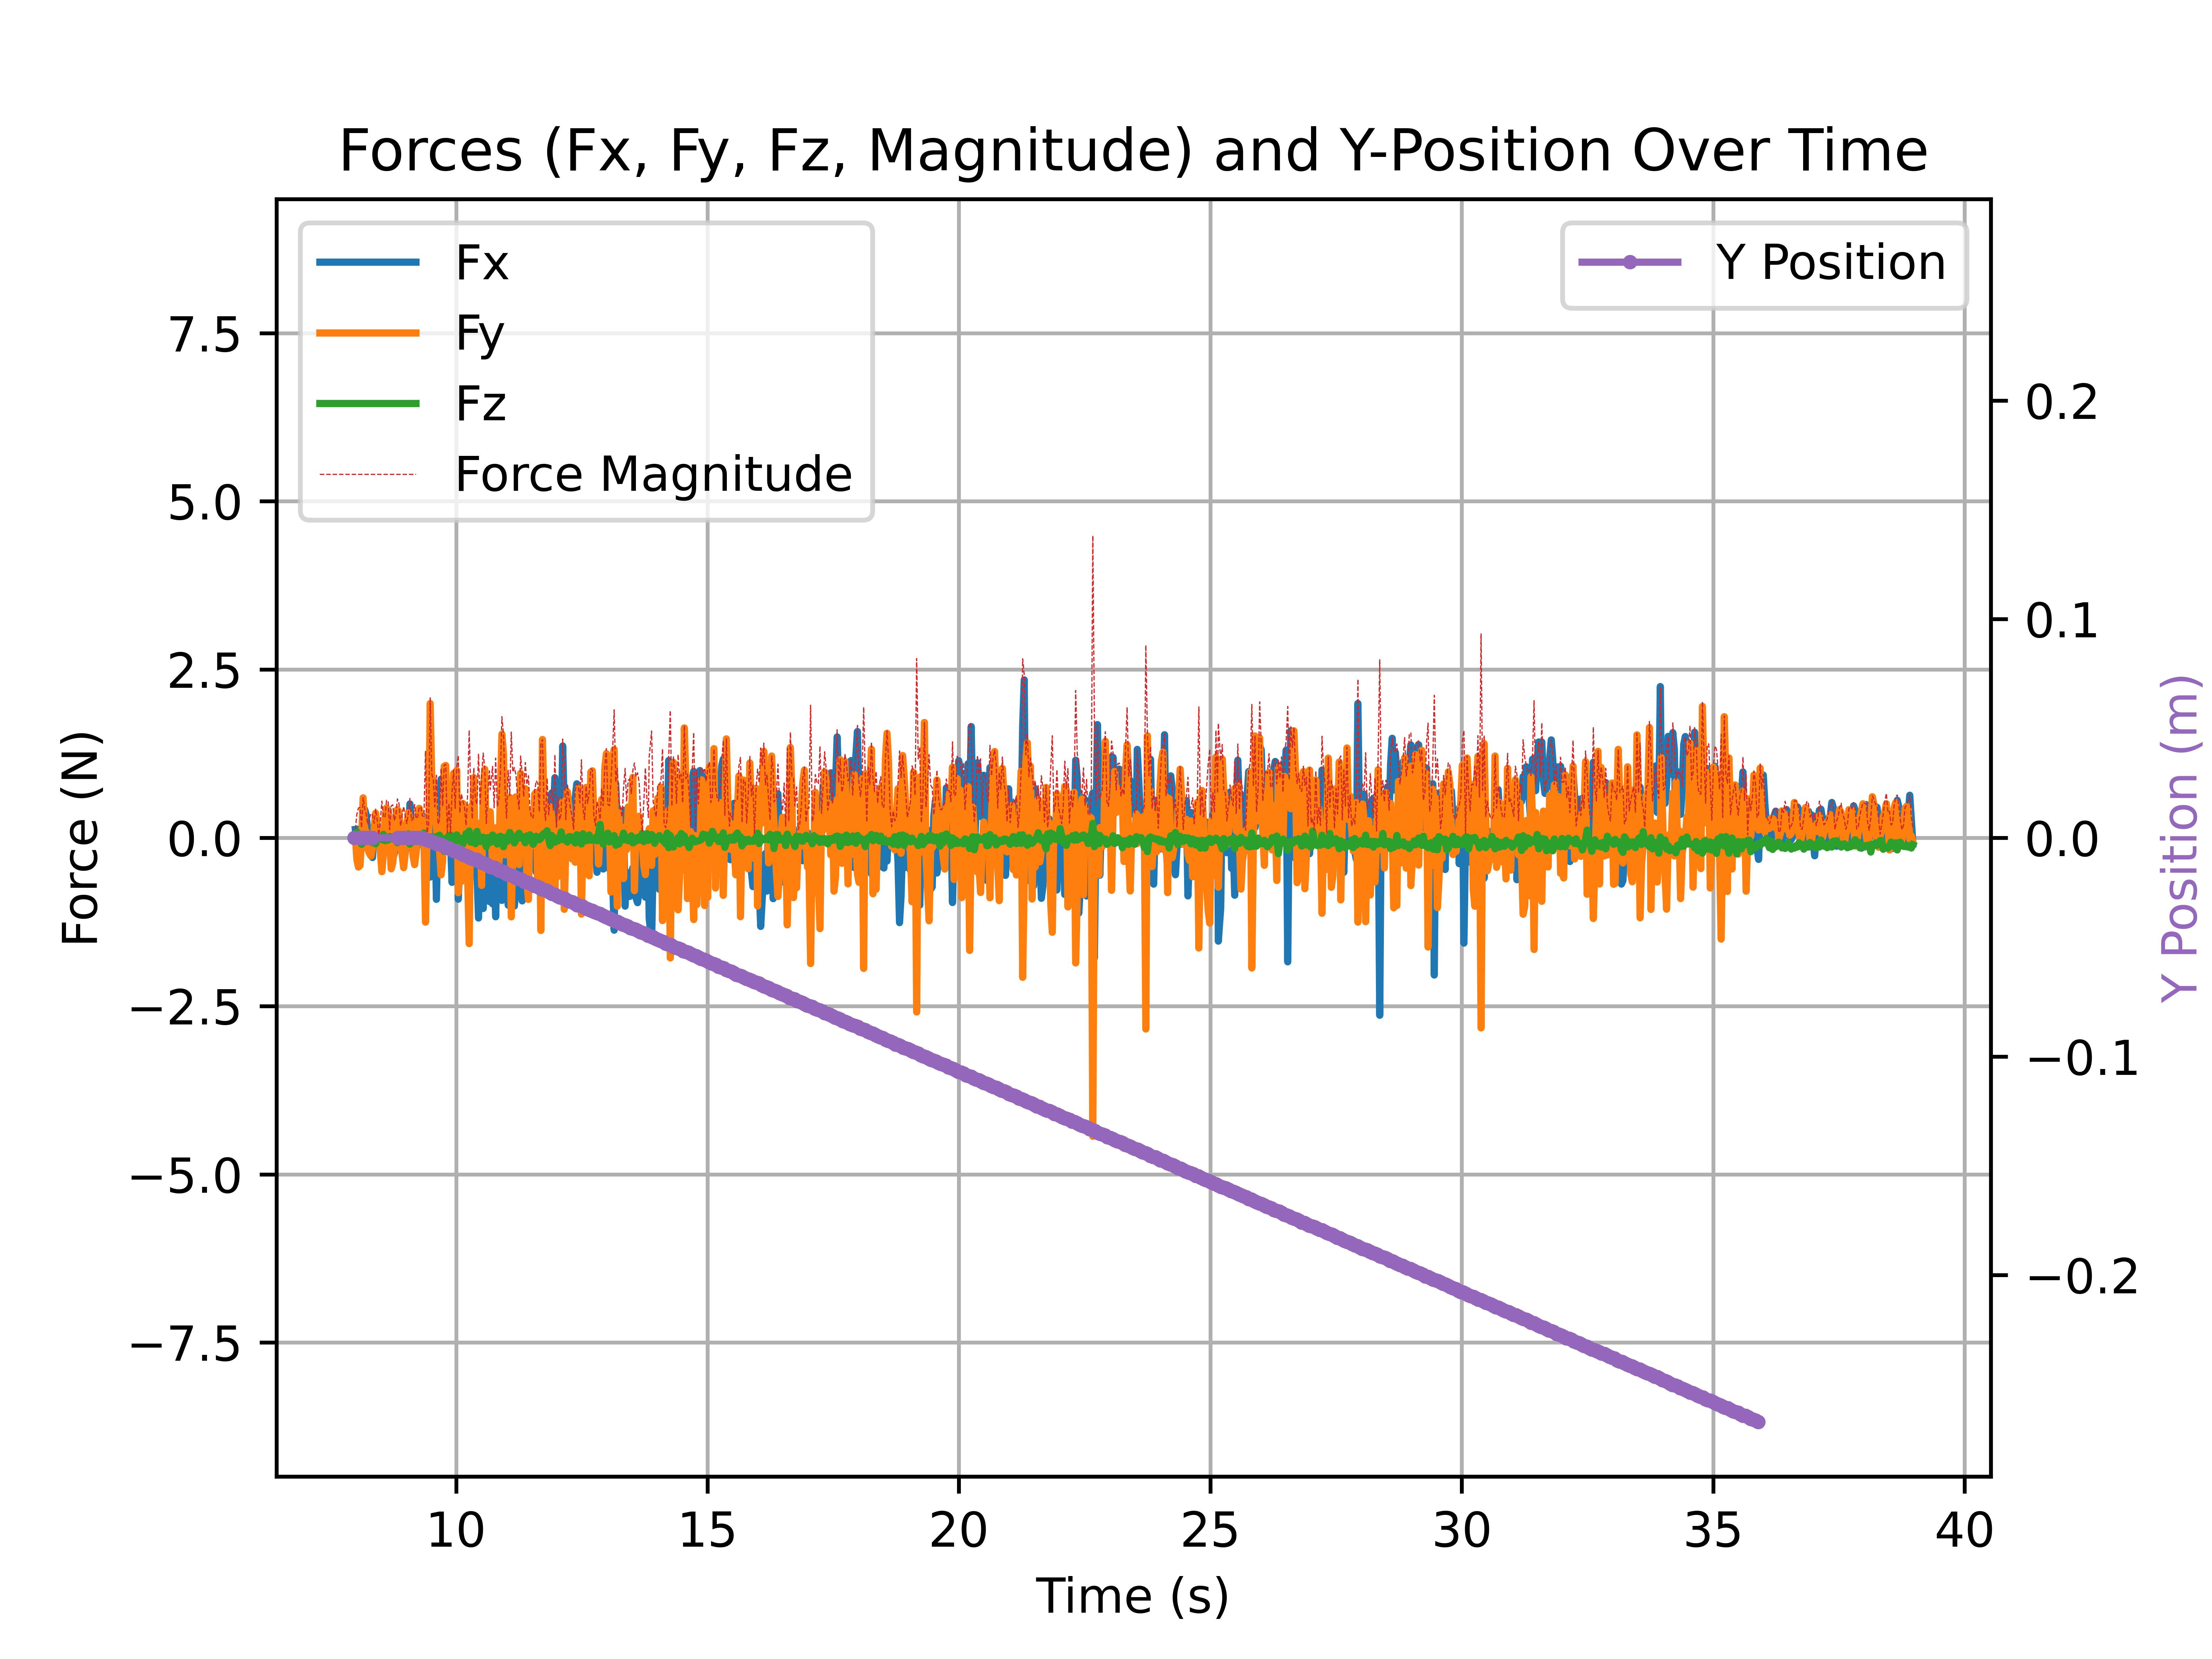 Forces (Fx, Fy, Fz, Magnitude) and Y-Position Over Time
Fx
Fy
Fz
Force Magnitude
Y Position
7.5
5.0
2.5
0.0
−2.5
−5.0
−7.5
Force (N)
0.2
0.1
0.0
−0.1
−0.2
Y Position (m)
10
15
20
25
30
35
40
Time (s)